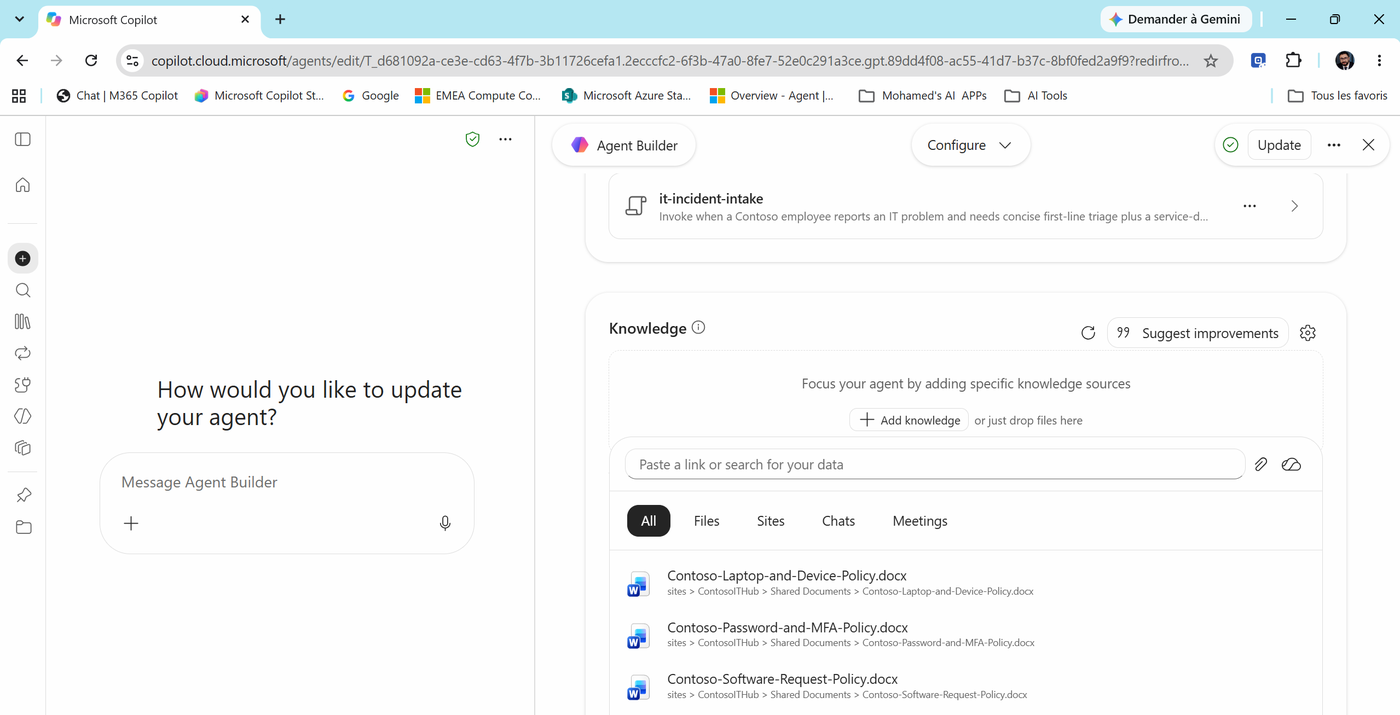 Microsoft Copilot
Demander à Gemini
copilot.cloud.microsoft/agents/edit/T_d681092a-ce3e-cd63-4f7b-3b11726cefa1.2ecccfc2-6f3b-47a0-8fe7-52e0c291a3ce.gpt.89dd4f08-ac55-41d7-b37c-8bf0fed2a9f9?redirfro...
Chat | M365 Copilot
Microsoft Copilot St...
Google
EMEA Compute Co...
Microsoft Azure Sta...
Overview - Agent |...
Mohamed's AI APPs
AI Tools
Tous les favoris
Agent Builder
Configure
Update
it-incident-intake
Invoke when a Contoso employee reports an IT problem and needs concise first-line triage plus a service-d...
Knowledge
Suggest improvements
Focus your agent by adding specific knowledge sources
Add knowledge or just drop files here
Paste a link or search for your data
All Files Sites Chats Meetings
Contoso-Laptop-and-Device-Policy.docx
sites > ContosoITHub > Shared Documents > Contoso-Laptop-and-Device-Policy.docx
Contoso-Password-and-MFA-Policy.docx
sites > ContosoITHub > Shared Documents > Contoso-Password-and-MFA-Policy.docx
Contoso-Software-Request-Policy.docx
sites > ContosoITHub > Shared Documents > Contoso-Software-Request-Policy.docx
How would you like to update
your agent?
Message Agent Builder